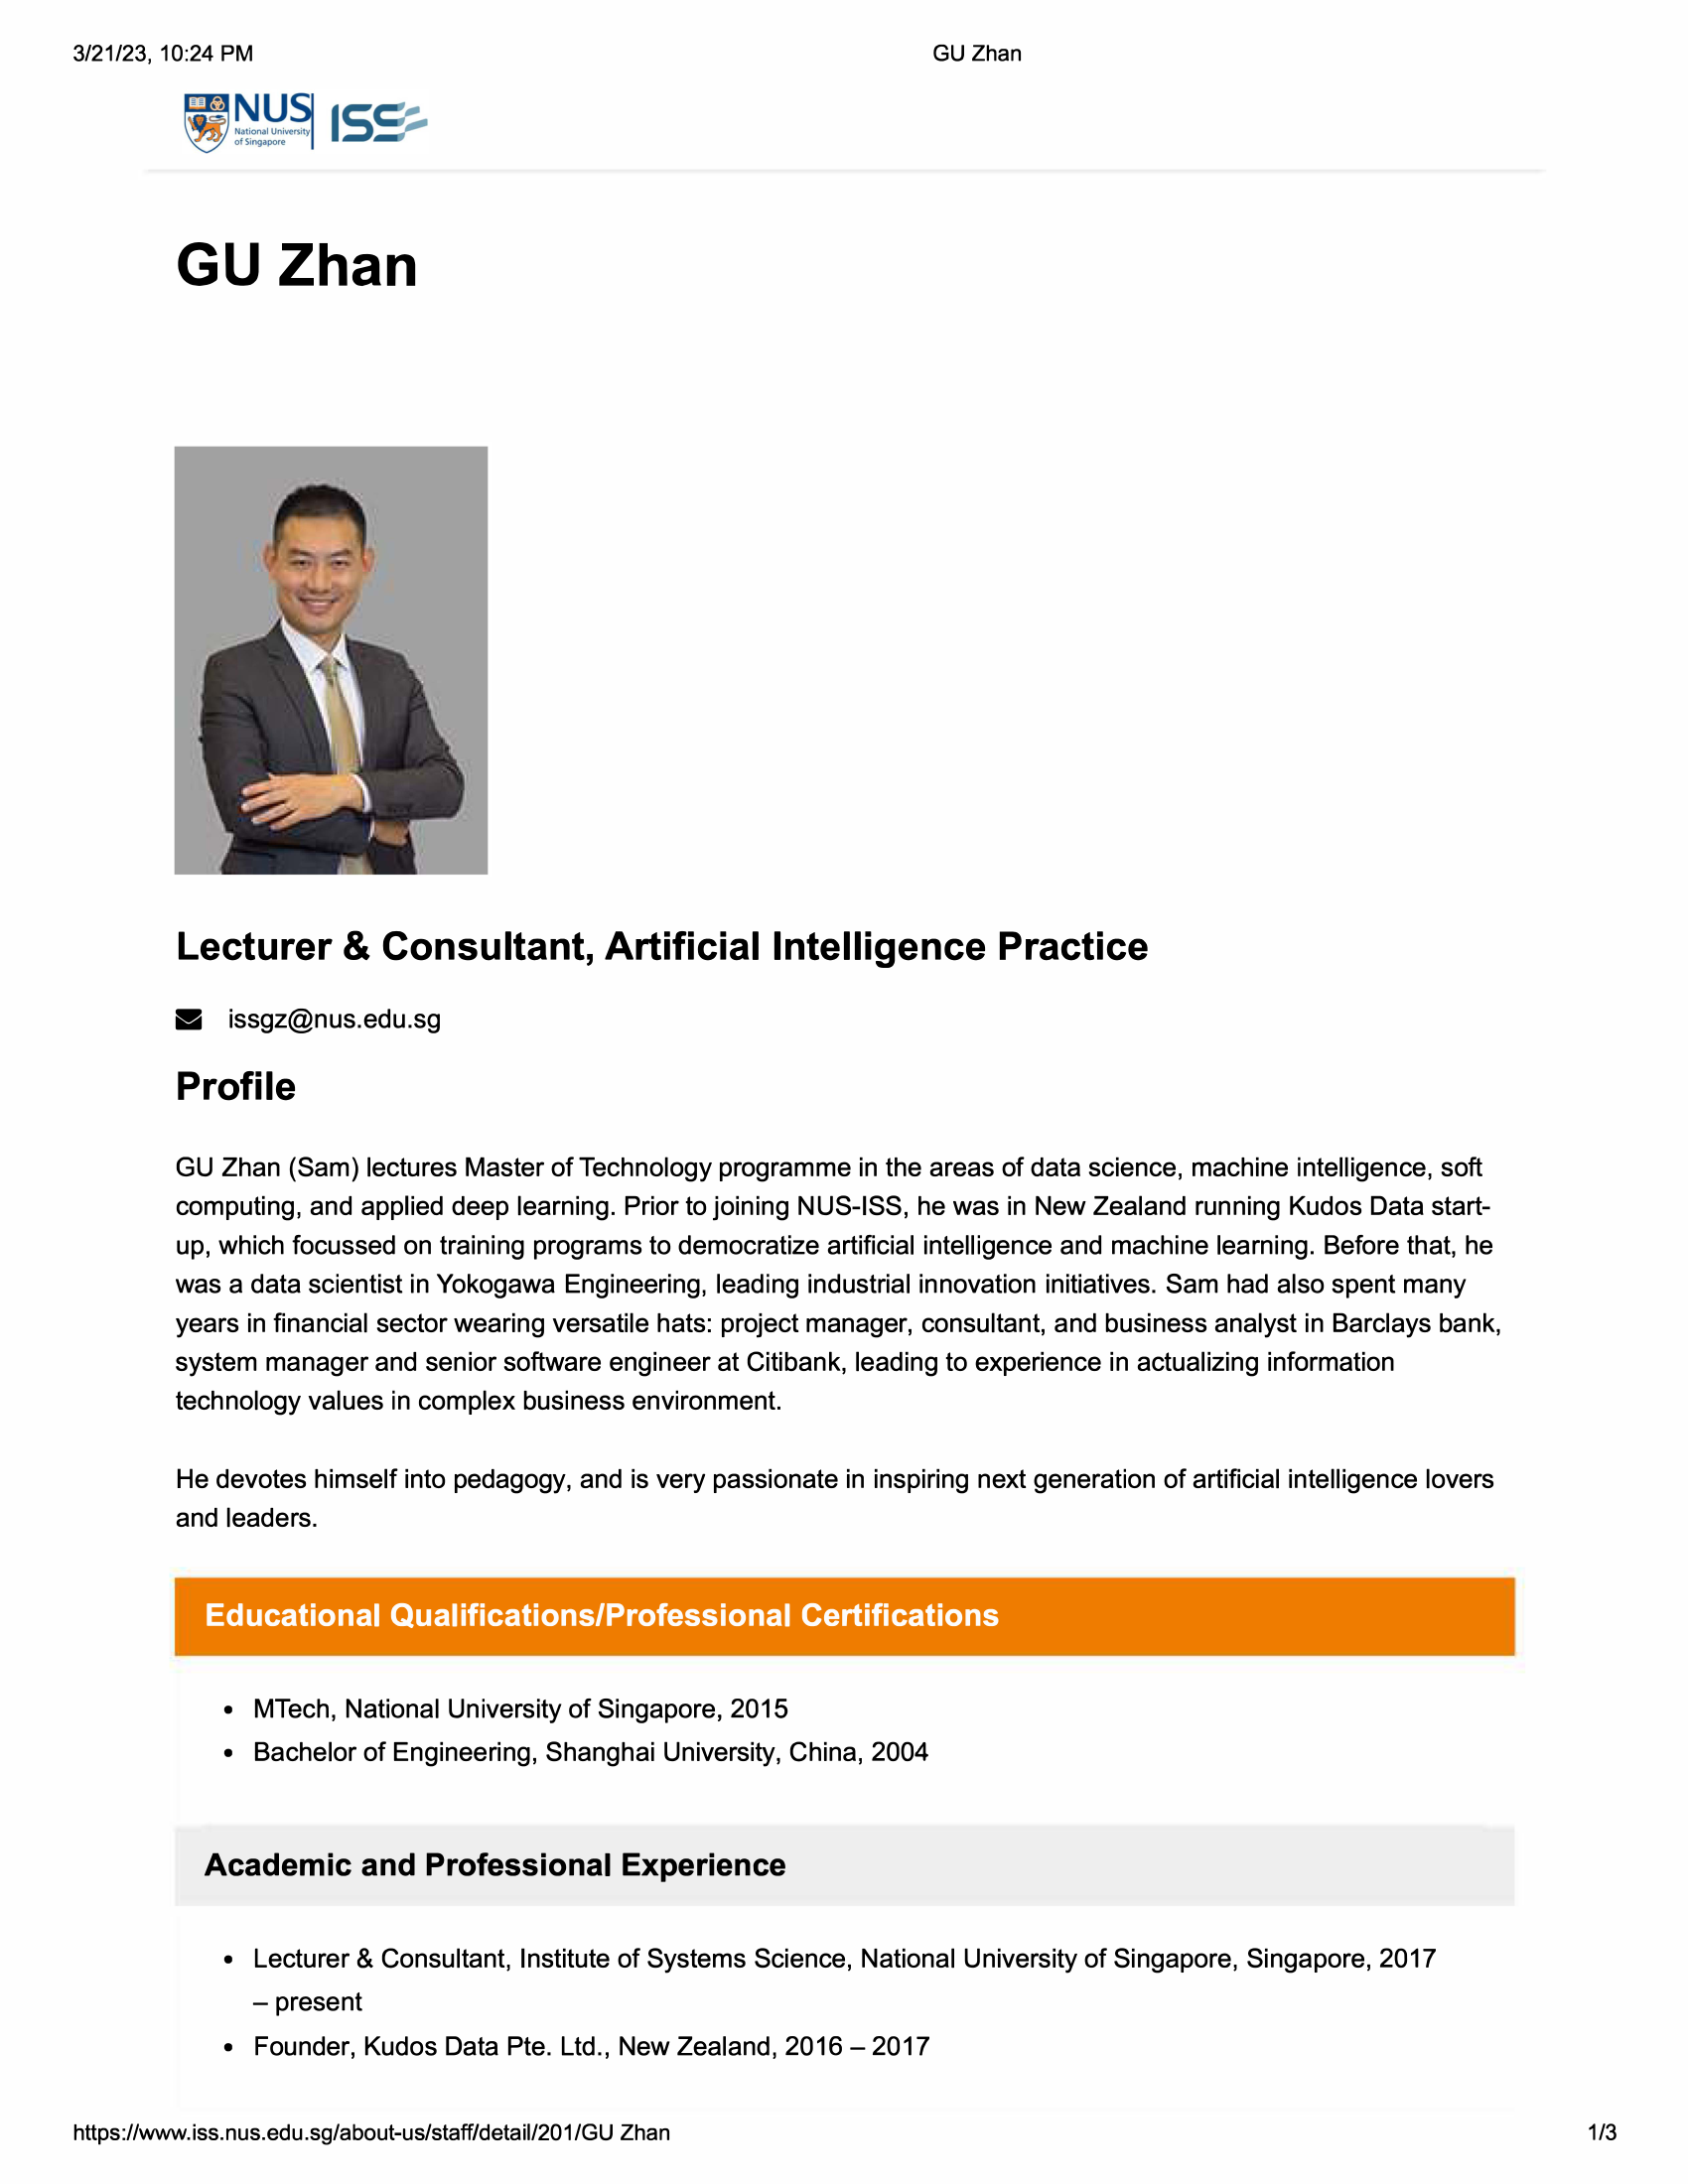 3/21/23, 10:24 PM
GU Zhan
NUS
National University
of Singapore
ISS
GU Zhan
Lecturer & Consultant, Artificial Intelligence Practice
issgz@nus.edu.sg
Profile
GU Zhan (Sam) lectures Master of Technology programme in the areas of data science, machine intelligence, soft
computing, and applied deep learning. Prior to joining NUS-ISS, he was in New Zealand running Kudos Data start-
up, which focussed on training programs to democratize artificial intelligence and machine learning. Before that, he
was a data scientist in Yokogawa Engineering, leading industrial innovation initiatives. Sam had also spent many
years in financial sector wearing versatile hats: project manager, consultant, and business analyst in Barclays bank,
system manager and senior software engineer at Citibank, leading to experience in actualizing information
technology values in complex business environment.
He devotes himself into pedagogy, and is very passionate in inspiring next generation of artificial intelligence lovers
and leaders.
Educational Qualifications/Professional Certifications
• MTech, National University of Singapore, 2015
• Bachelor of Engineering, Shanghai University, China, 2004
Academic and Professional Experience
• Lecturer & Consultant, Institute of Systems Science, National University of Singapore, Singapore, 2017
– present
• Founder, Kudos Data Pte. Ltd., New Zealand, 2016 – 2017
https://www.iss.nus.edu.sg/about-us/staff/detail/201/GU Zhan
1/3